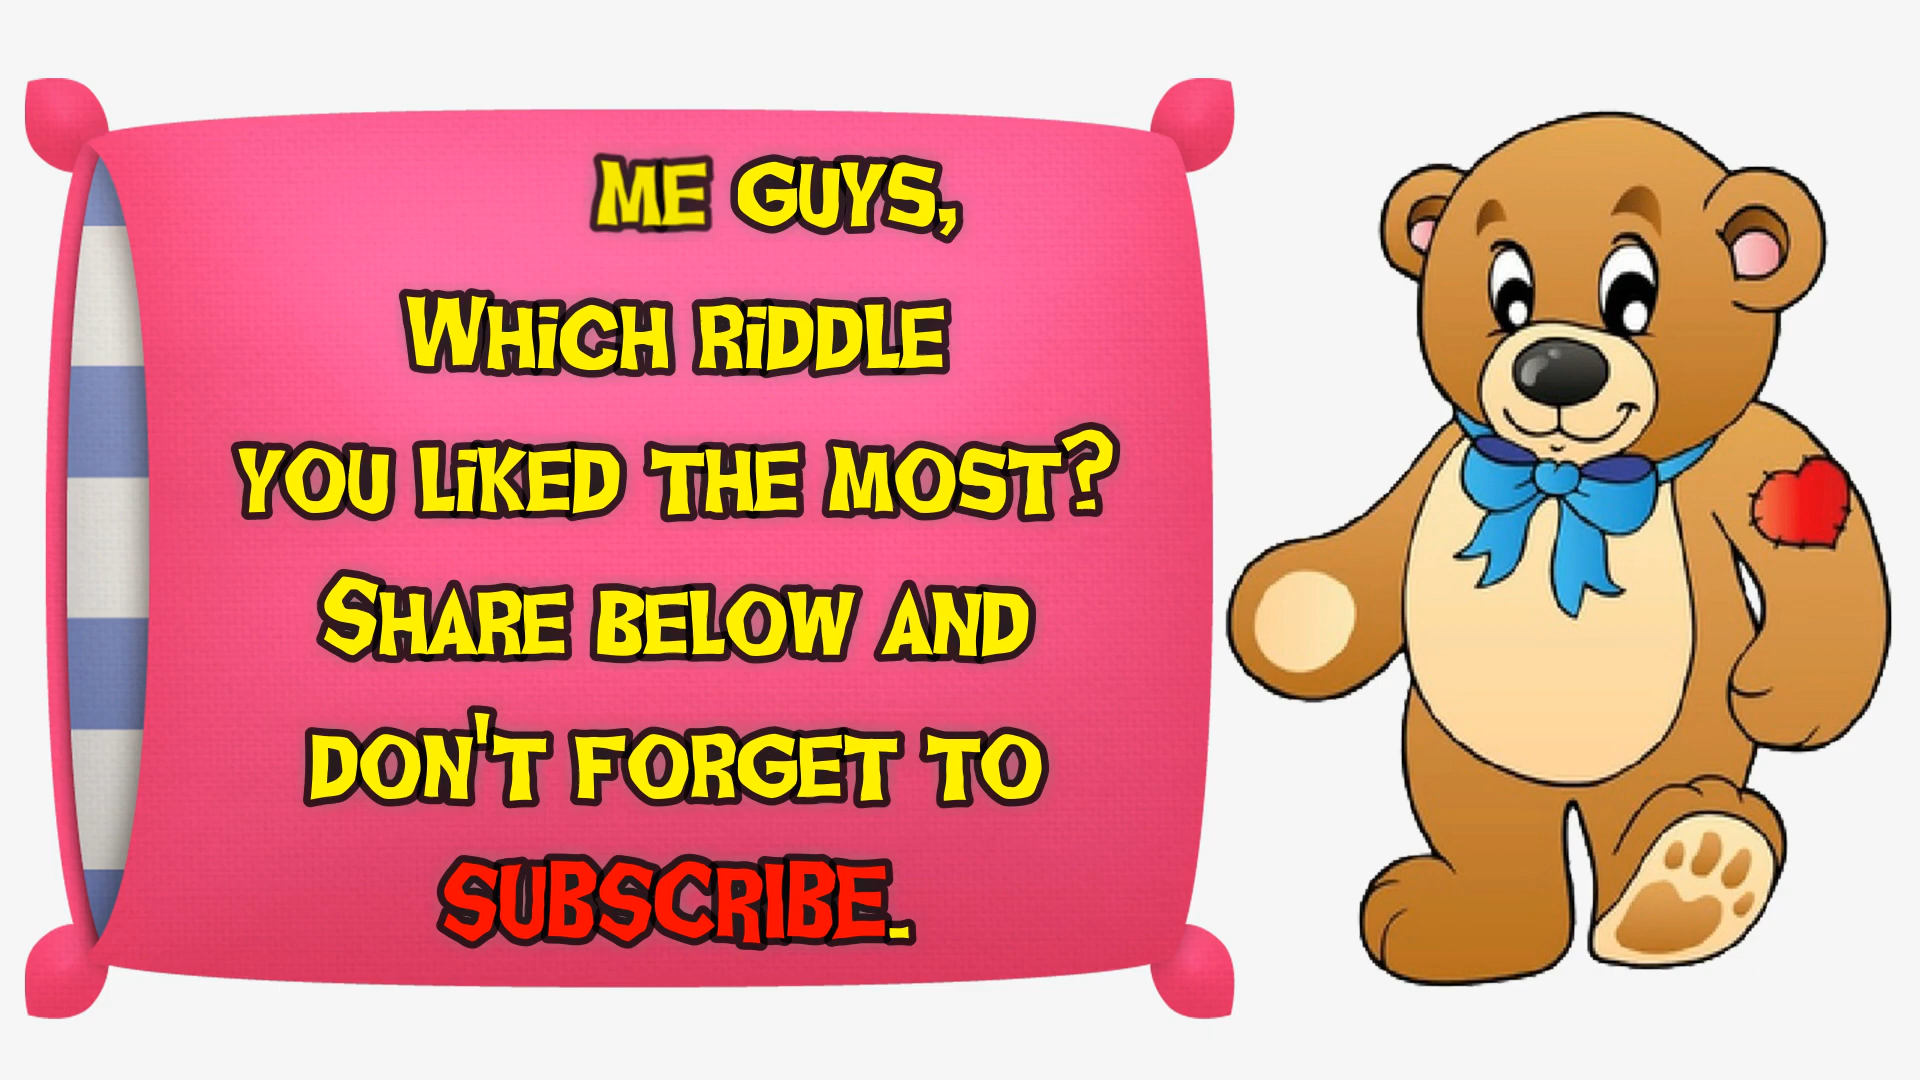 ME GUYS,
WHiCH RiDDLE
YOU LiKED THE MOST?
SHARE BELOW AND
DON'T FORGET TO
SUBSCRIBE.